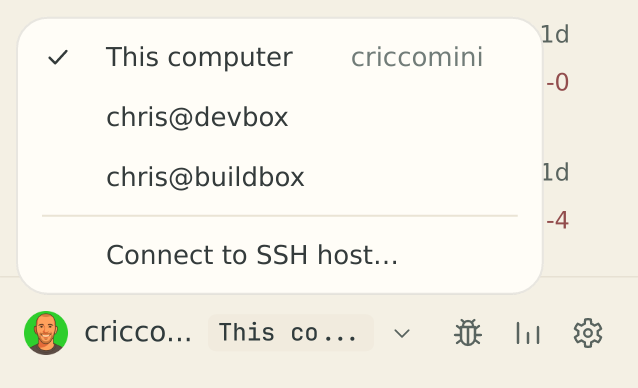 This computer criccomini
1d
-0
chris@devbox
chris@buildbox
1d
-4
Connect to SSH host...
cricco... This co...